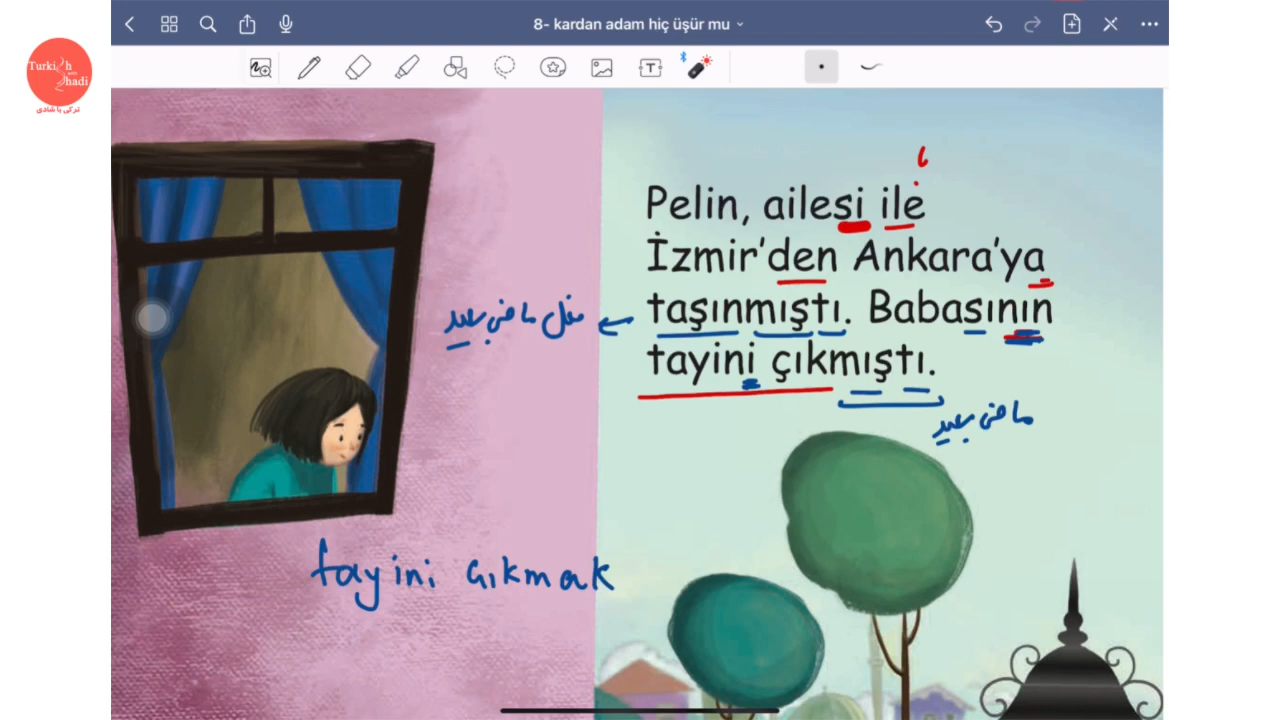 8- kardan adam hiç üşür mu
Turkish
with
Shadi
ترکی با شادی
T
با
Pelin, ailesi ile
İzmir'den Ankara'ya
taşınmıştı. Babasının
ماضی بعید
tayini çıkmıştı.
ماضی بعید
tayini çıkmak